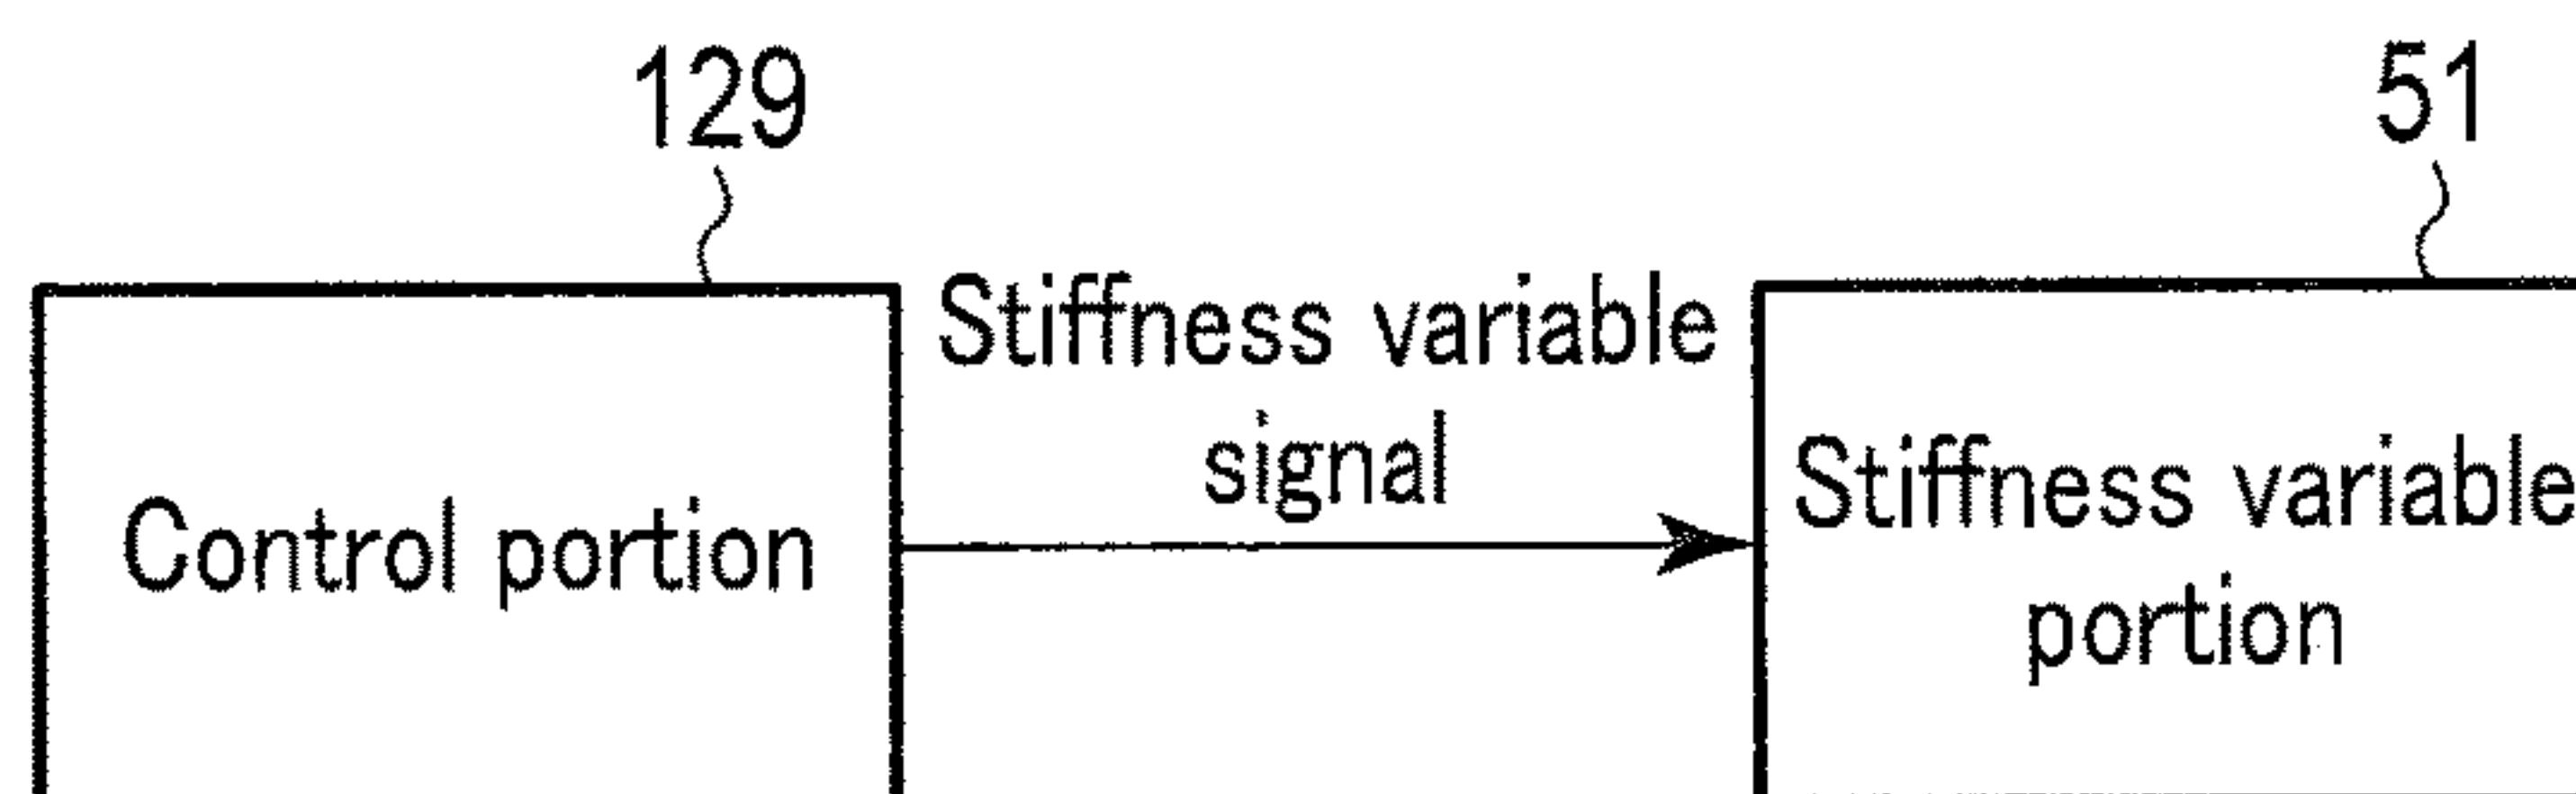 129
51
Control portion
Stiffness variable
signal
Stiffness variable
portion